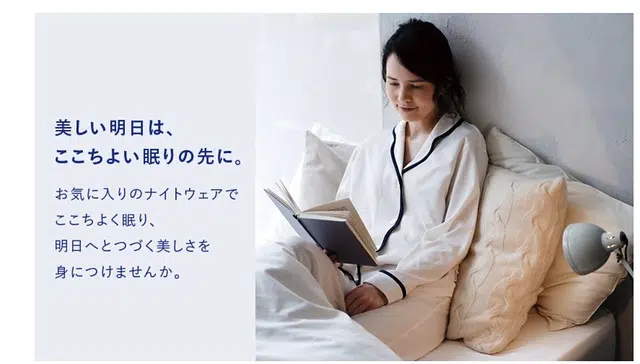 美しい明日は、
ここちよい眠りの先に。
お気に入りのナイトウェアで
ここちよく眠り、
明日へとつづく美しさを
身につけませんか。